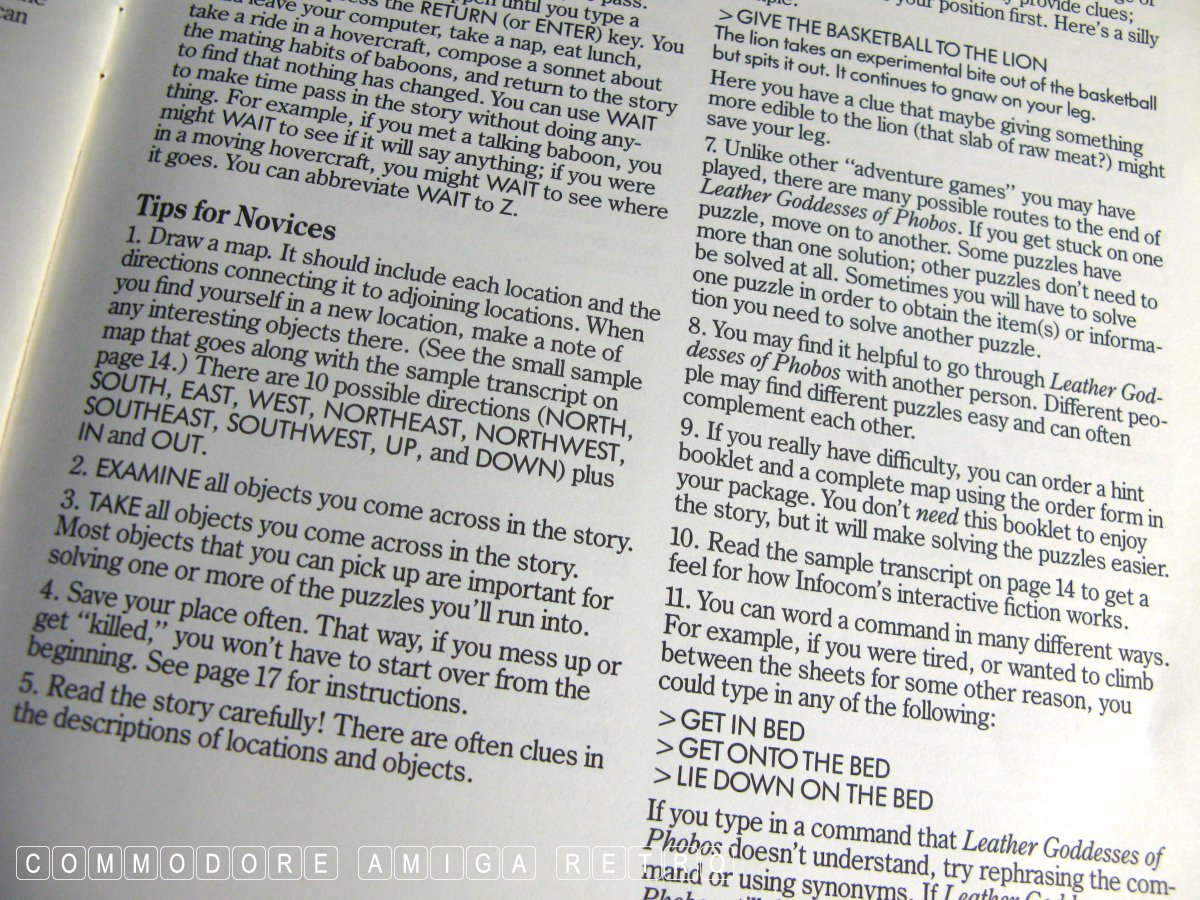 can
until you type a
the RETURN (or ENTER) key. You
leave your computer, take a nap, eat lunch,
take a ride in a hovercraft, compose a sonnet about
the mating habits of baboons, and return to the story
to find that nothing has changed. You can use WAIT
to make time pass in the story without doing any-
thing. For example, if you met a talking baboon, you
might WAIT to see if it will say anything; if you were
in a moving hovercraft, you might WAIT to see where
it goes. You can abbreviate WAIT to Z.
Tips for Novices
1. Draw a map. It should include each location and the
directions connecting it to adjoining locations. When
you find yourself in a new location, make a note of
any interesting objects there. (See the small sample
map that goes along with the sample transcript on
page 14.) There are 10 possible directions (NORTH,
SOUTH, EAST, WEST, NORTHEAST, NORTHWEST,
SOUTHEAST, SOUTHWEST, UP, and DOWN) plus
IN and OUT.
2. EXAMINE all objects you come across in the story.
3. TAKE all objects you come across in the story.
Most objects that you can pick up are important for
solving one or more of the puzzles you'll run into.
4. Save your place often. That way, if you mess up or
get "killed," you won't have to start over from the
beginning. See page 17 for instructions.
5. Read the story carefully! There are often clues in
the descriptions of locations and objects.
provide clues;
your position first. Here's a silly
>GIVE THE BASKETBALL TO THE LION
The lion takes an experimental bite out of the basketball
but spits it out. It continues to gnaw on your leg.
Here you have a clue that maybe giving something
more edible to the lion (that slab of raw meat?) might
save your leg.
7. Unlike other "adventure games" you may have
played, there are many possible routes to the end of
Leather Goddesses of Phobos. If you get stuck on one
puzzle, move on to another. Some puzzles have
more than one solution; other puzzles don't need to
be solved at all. Sometimes you will have to solve
one puzzle in order to obtain the item(s) or informa-
tion you need to solve another puzzle.
8. You may find it helpful to go through Leather God-
desses of Phobos with another person. Different peo-
ple may find different puzzles easy and can often
complement each other.
9. If you really have difficulty, you can order a hint
booklet and a complete map using the order form in
your package. You don't need this booklet to enjoy
the story, but it will make solving the puzzles easier.
10. Read the sample transcript on page 14 to get a
feel for how Infocom's interactive fiction works.
11. You can word a command in many different ways.
For example, if you were tired, or wanted to climb
between the sheets for some other reason, you
could type in any of the following:
>GET IN BED
>GET ONTO THE BED
>LIE DOWN ON THE BED
If you type in a command that Leather Goddesses of
Phobos doesn't understand, try rephrasing the com-
mand or using synonyms. If Leather
COMMODORE AMIGA RETRO